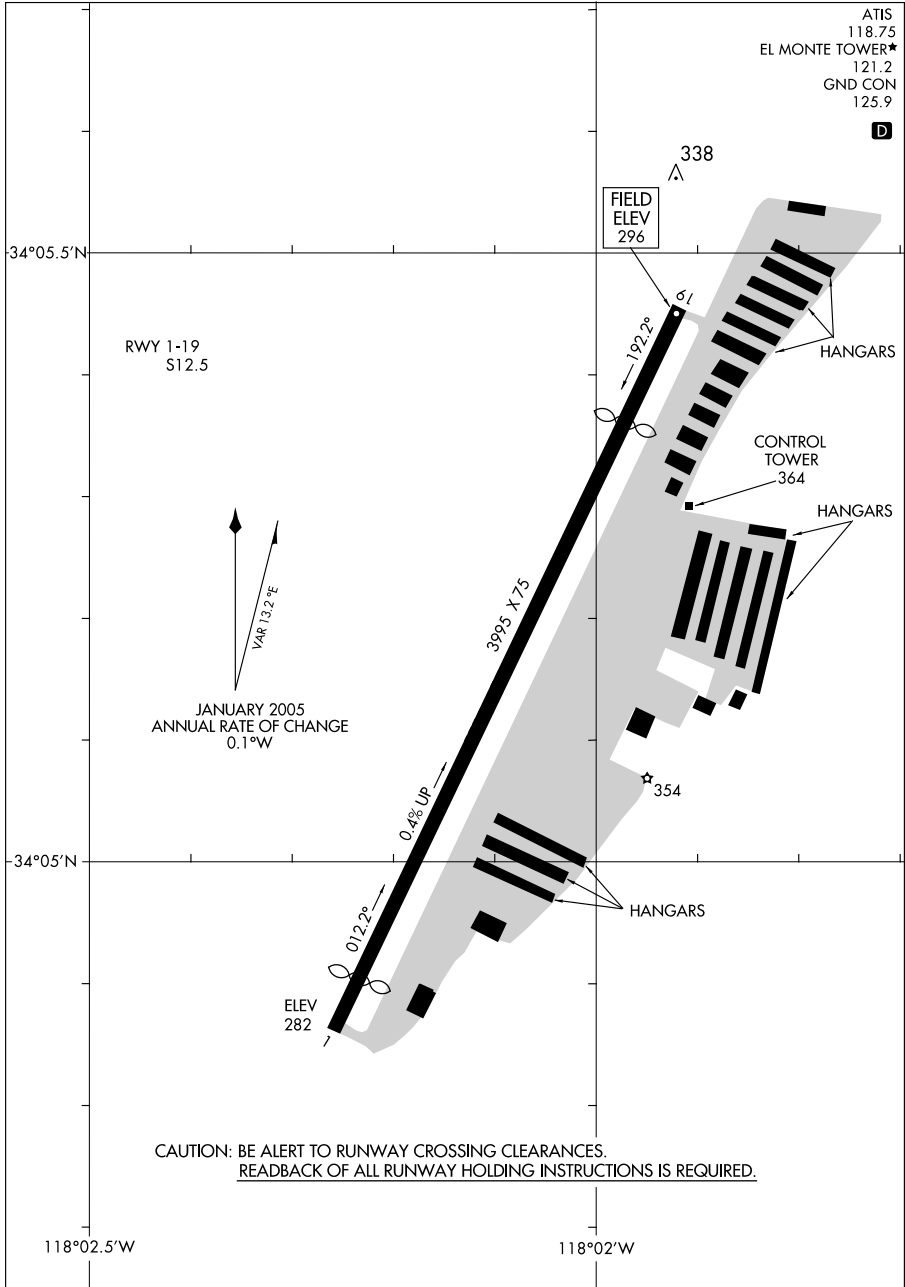 ATIS
118.75
EL MONTE TOWER★
121.2
GND CON
125.9
D
338
FIELD
ELEV
296
34°05.5'N
19
192.2°
RWY 1-19
S12.5
HANGARS
CONTROL
TOWER
364
HANGARS
VAR 13.2 °E
3995 X 75
JANUARY 2005
ANNUAL RATE OF CHANGE
0.1°W
354
0.4% UP
34°05'N
HANGARS
012.2°
ELEV
282
1
CAUTION: BE ALERT TO RUNWAY CROSSING CLEARANCES.
READBACK OF ALL RUNWAY HOLDING INSTRUCTIONS IS REQUIRED.
118°02.5'W
118°02'W